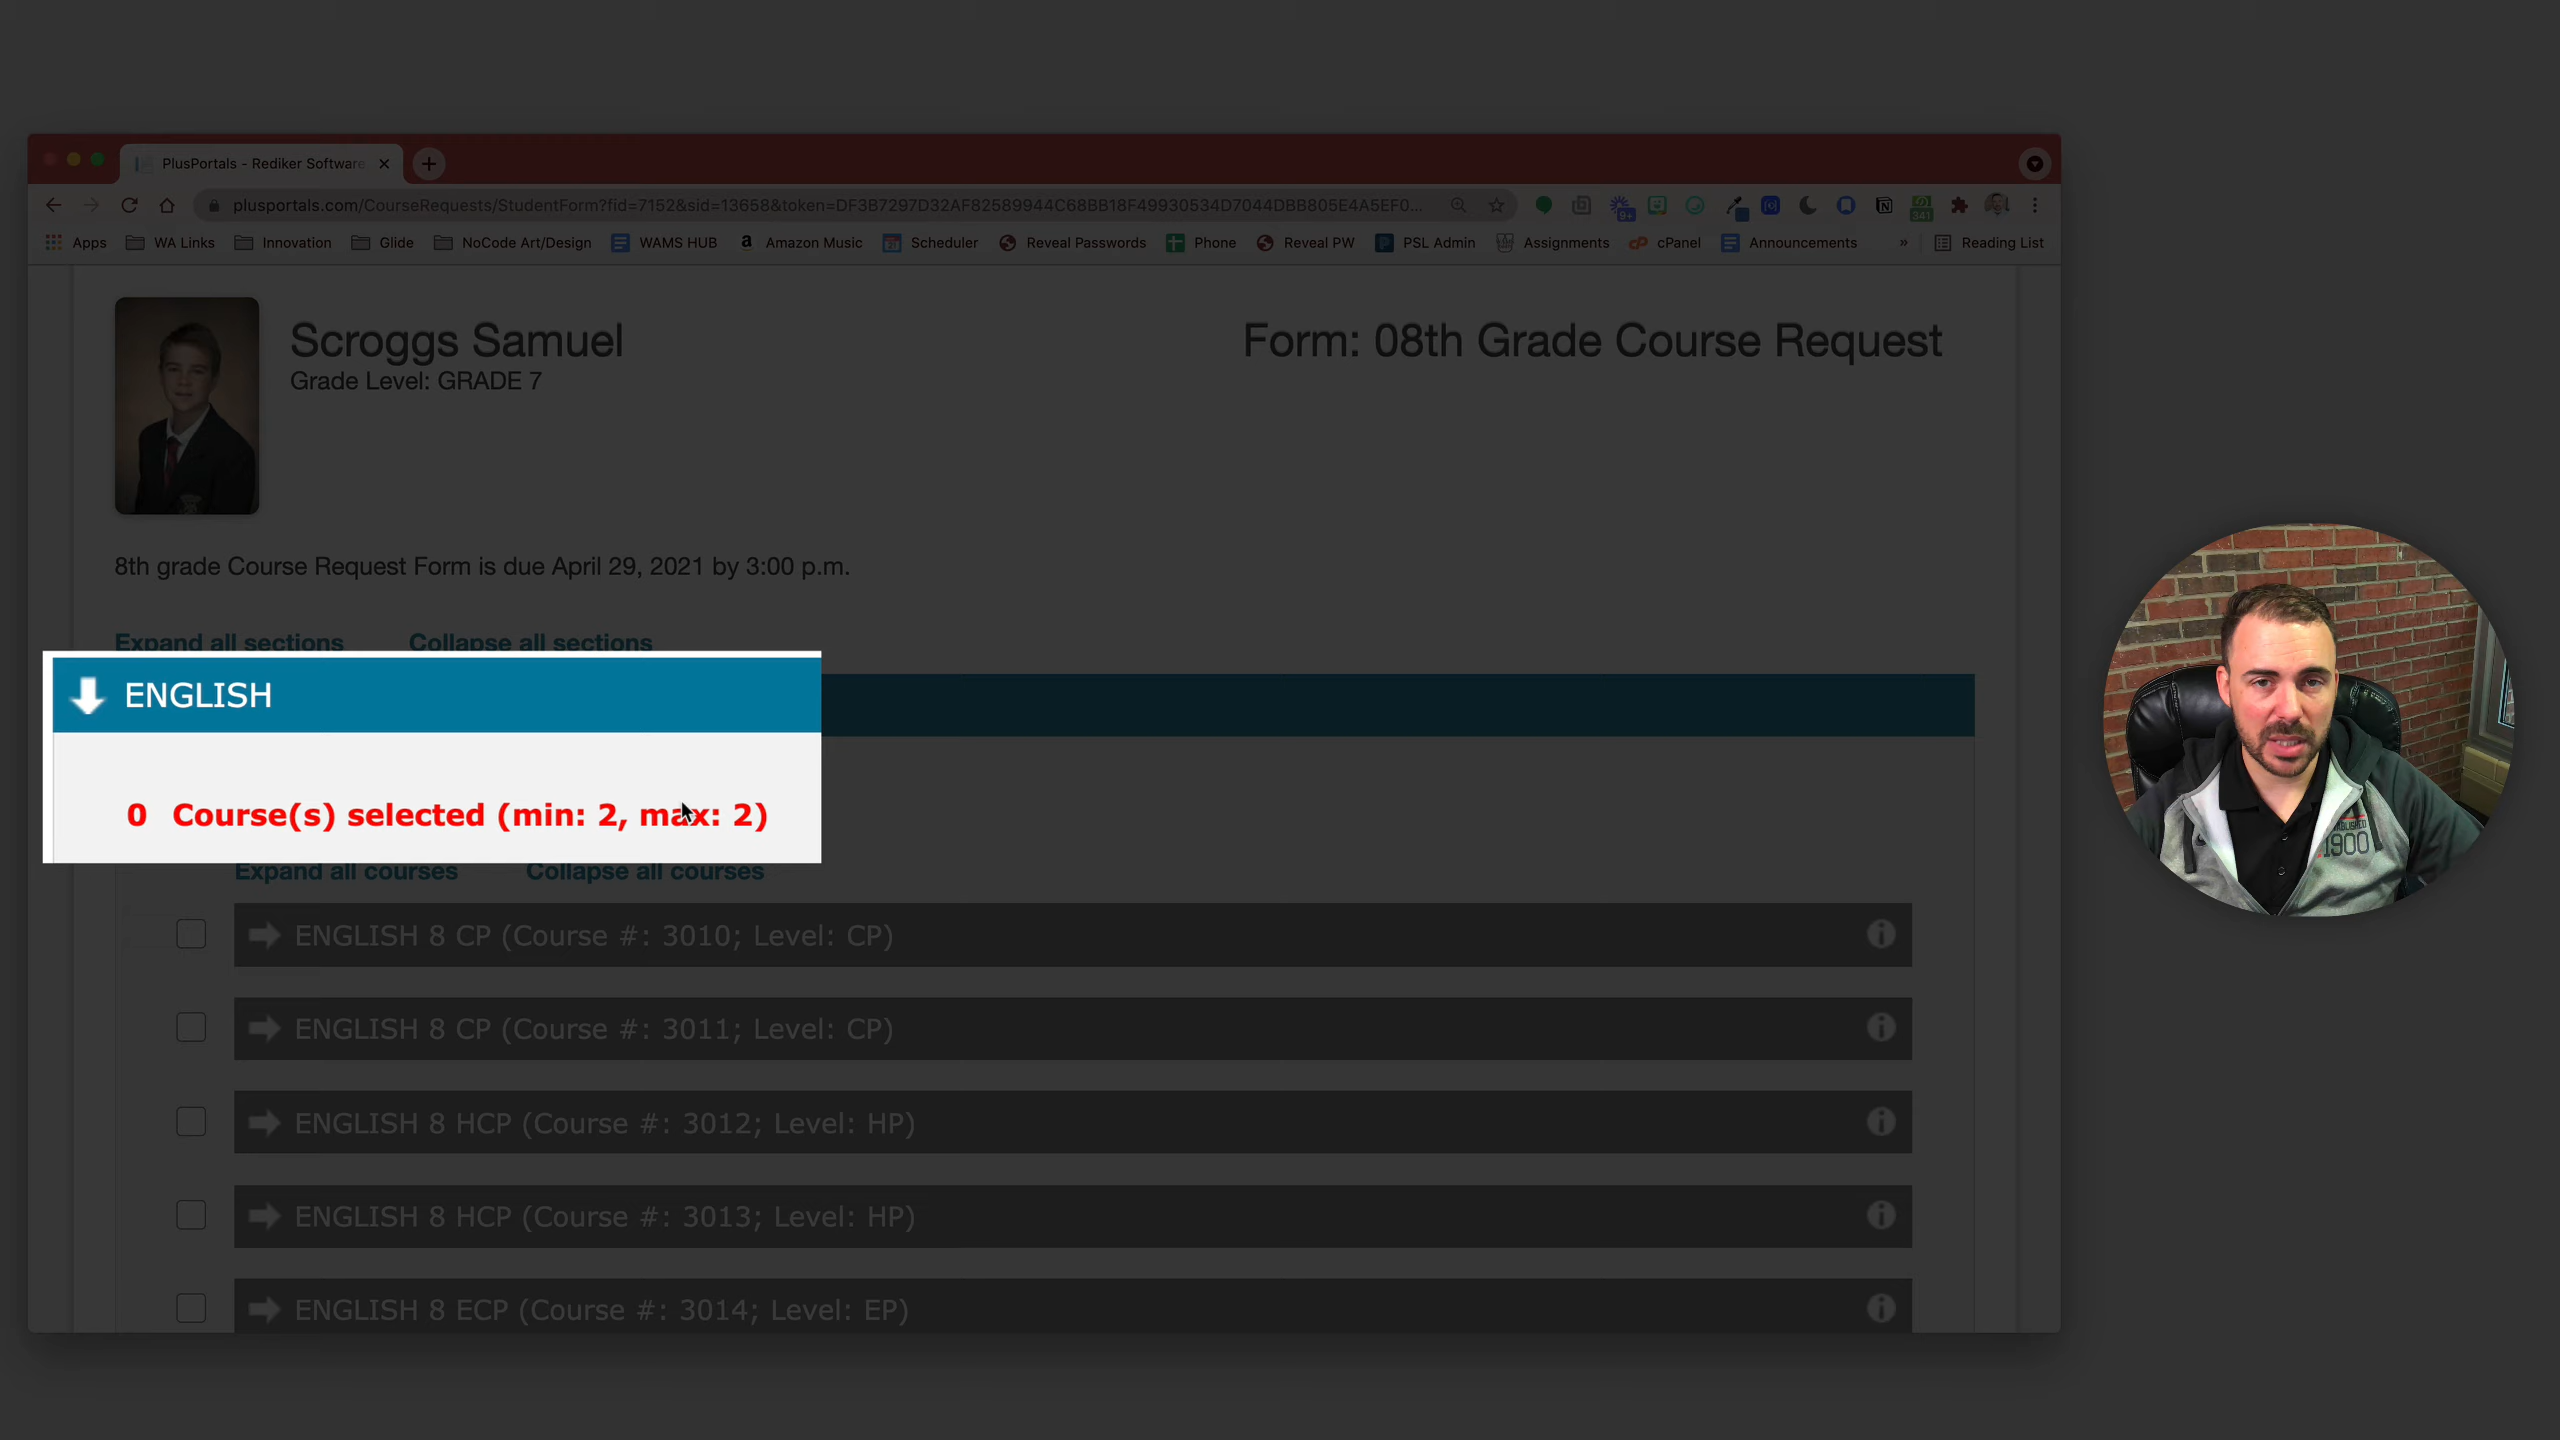 PlusPortals - Rediker Software
plusportals.com/CourseRequests/StudentForm?fid=7152&sid=13658&token=DF3B7297D32AF82589944C68BB18F49930534D7044DBB805E4A5EF0...
9+
341
Apps WA Links Innovation Glide NoCode Art/Design WAMS HUB Amazon Music Scheduler Reveal Passwords Phone Reveal PW PSL Admin Assignments cPanel Announcements » Reading List
Scroggs Samuel
Form: 08th Grade Course Request
Grade Level: GRADE 7
8th grade Course Request Form is due April 29, 2021 by 3:00 p.m.
Expand all sections Collapse all sections
ENGLISH
0 Course(s) selected (min: 2, max: 2)
Expand all courses Collapse all courses
ENGLISH 8 CP (Course #: 3010; Level: CP)
ENGLISH 8 CP (Course #: 3011; Level: CP)
ENGLISH 8 HCP (Course #: 3012; Level: HP)
ENGLISH 8 HCP (Course #: 3013; Level: HP)
ENGLISH 8 ECP (Course #: 3014; Level: EP)
1900